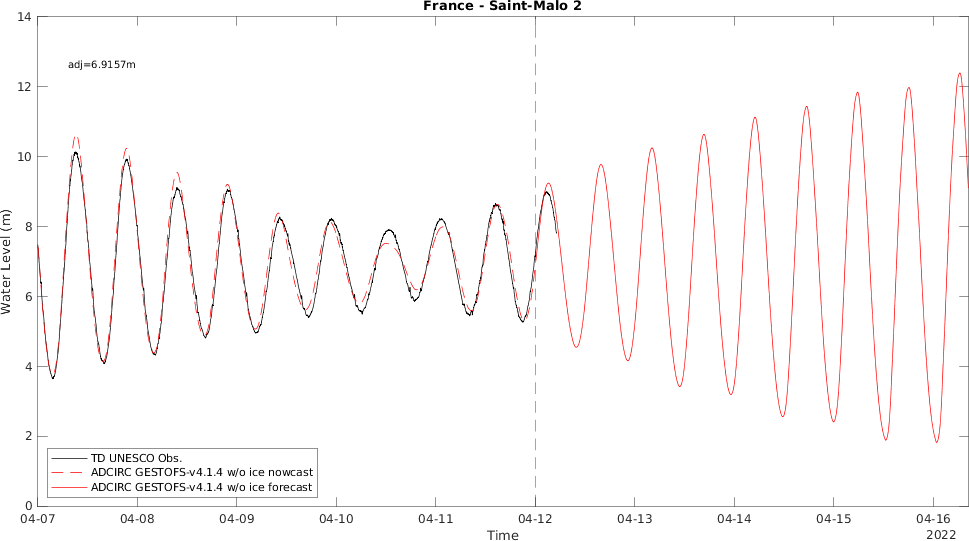 France - Saint-Malo 2
adj=6.9157m
14
12
10
8
6
4
2
0
Water Level (m)
TD UNESCO Obs.
ADCIRC GESTOFS-v4.1.4 w/o ice nowcast
ADCIRC GESTOFS-v4.1.4 w/o ice forecast
04-07 04-08 04-09 04-10 04-11 04-12 04-13 04-14 04-15 04-16
Time
2022